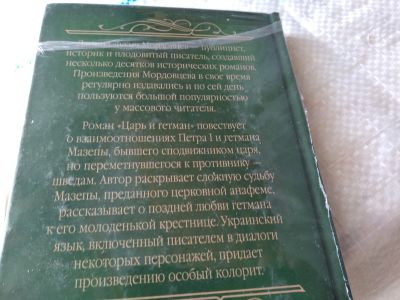 Мордовцев — публицист,
историк и плодовитый писатель, создавший
несколько десятков исторических романов.
Произведения Мордовцева в свое время
регулярно издавались и по сей день
пользуются большой популярностью
у массового читателя.
Роман «Царь и гетман» повествует
о взаимоотношениях Петра I и гетмана
Мазепы, бывшего сподвижником царя,
но переметнувшегося к противнику —
шведам. Автор раскрывает сложную судьбу
Мазепы, преданного церковной анафеме,
рассказывает о поздней любви гетмана
к его молоденькой крестнице. Украинский
язык, включенный писателем в диалоги
некоторых персонажей, придает
произведению особый колорит.